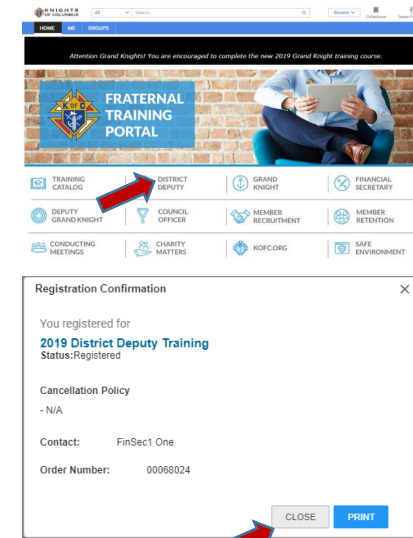 KNIGHTS
OF COLUMBUS
All
Search...
Browse
Collections
HOME ME GROUPS
Attention Grand Knights! You are encouraged to complete the new 2019 Grand Knight training course.
K OF C
FRATERNAL
TRAINING
PORTAL
TRAINING
CATALOG
DISTRICT
DEPUTY
GRAND
KNIGHT
FINANCIAL
SECRETARY
DEPUTY
GRAND KNIGHT
COUNCIL
OFFICER
MEMBER
RECRUITMENT
MEMBER
RETENTION
CONDUCTING
MEETINGS
CHARITY
MATTERS
KOFC.ORG
SAFE
ENVIRONMENT
Registration Confirmation
You registered for
2019 District Deputy Training
Status:Registered
Cancellation Policy
- N/A
Contact: FinSec1 One
Order Number: 00068024
CLOSE PRINT